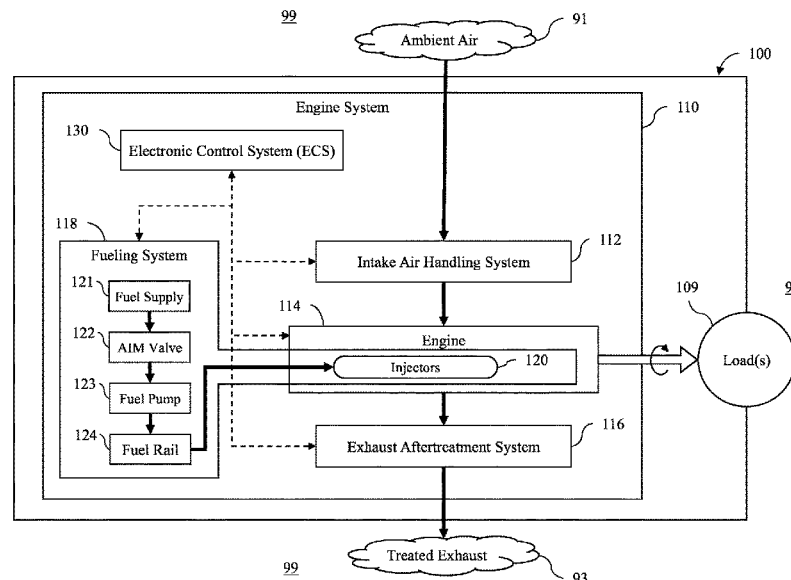 99
Ambient Air
91
100
Engine System
110
130
Electronic Control System (ECS)
118
Fueling System
112
Intake Air Handling System
121
Fuel Supply
114
Engine
109
9
122
AIM Valve
Injectors
120
Load(s)
123
Fuel Pump
124
Fuel Rail
Exhaust Aftertreatment System
116
99
Treated Exhaust
93